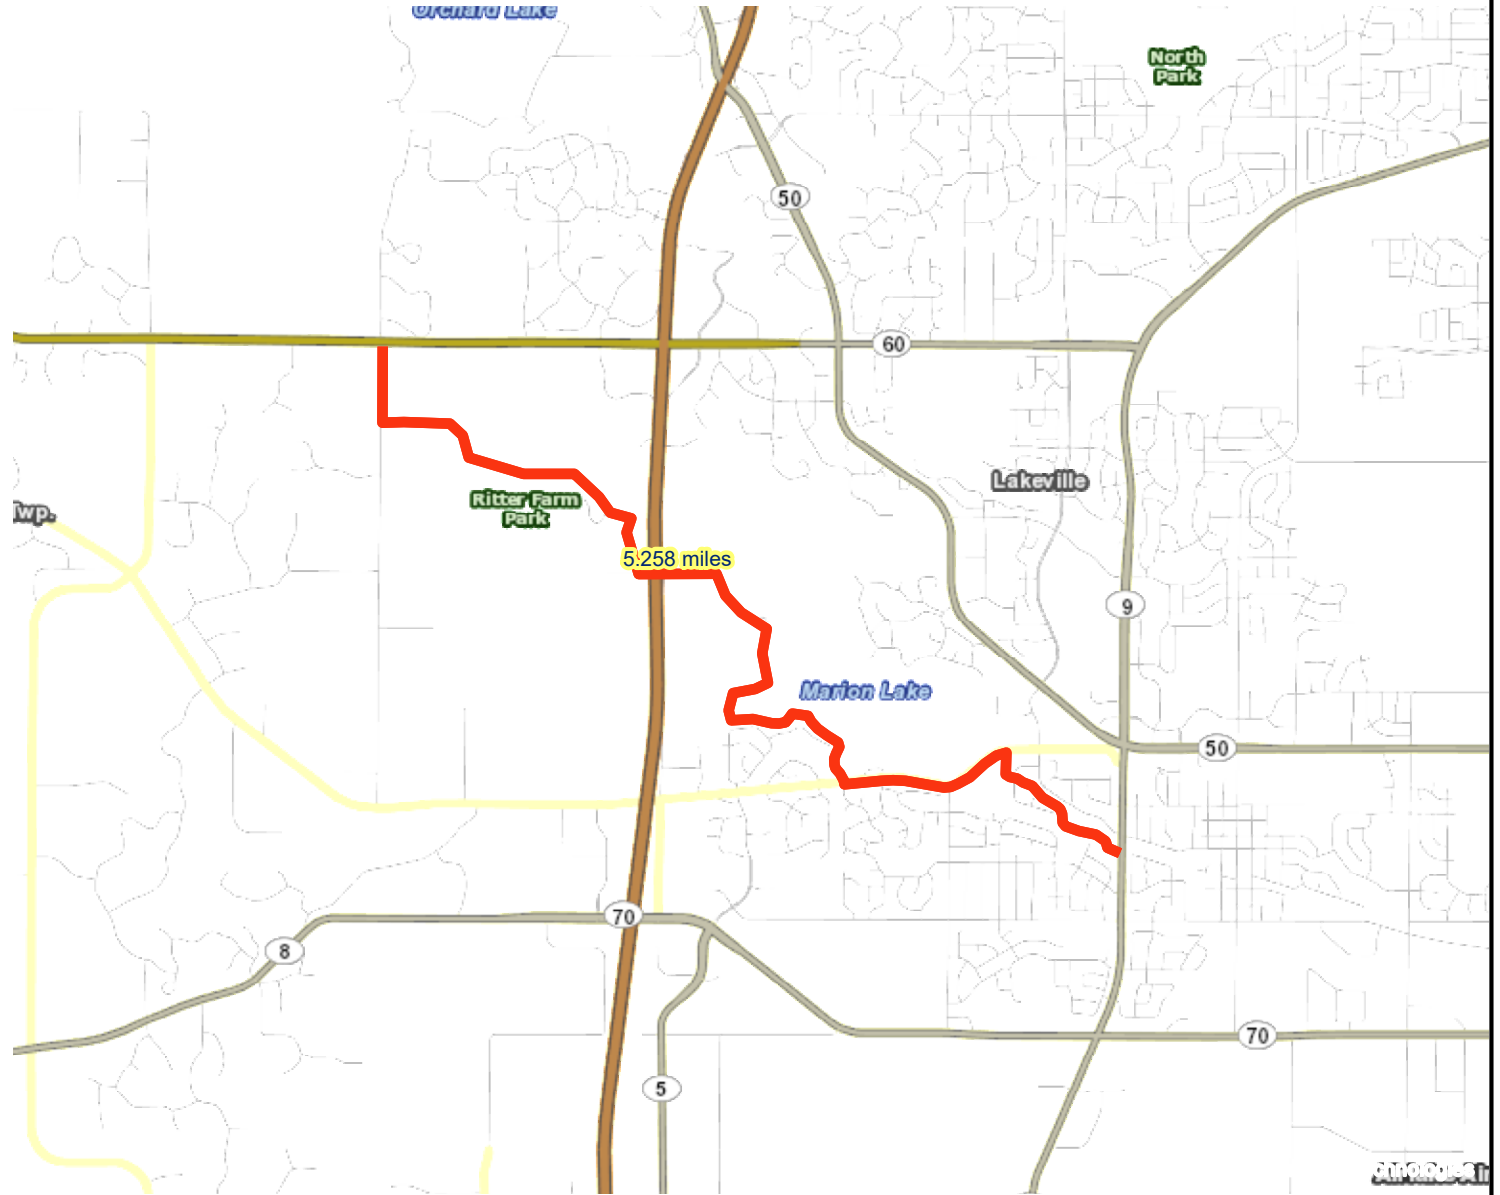 Orchard Lake
North
Park
50
60
Lakeville
Ritter Farm
Park
Twp.
5.258 miles
9
Marion Lake
50
70
8
70
5